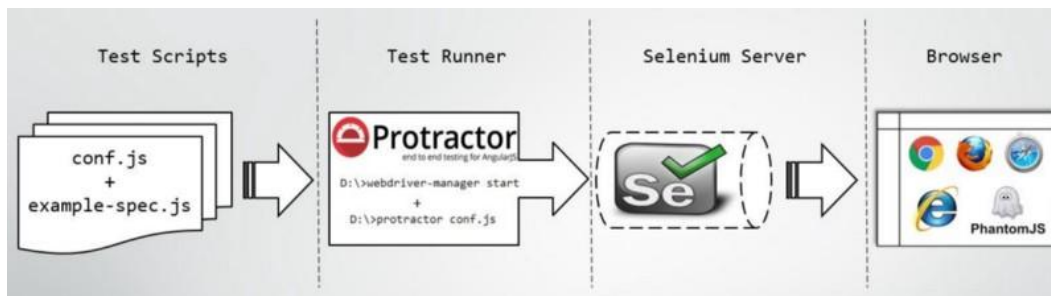 Test Scripts
Test Runner
Selenium Server
Browser
conf.js
+
example-spec.js
Protractor
end to end testing for AngularJS
D:\>webdriver-manager start
+
D:\>protractor conf.js
Se
PhantomJS